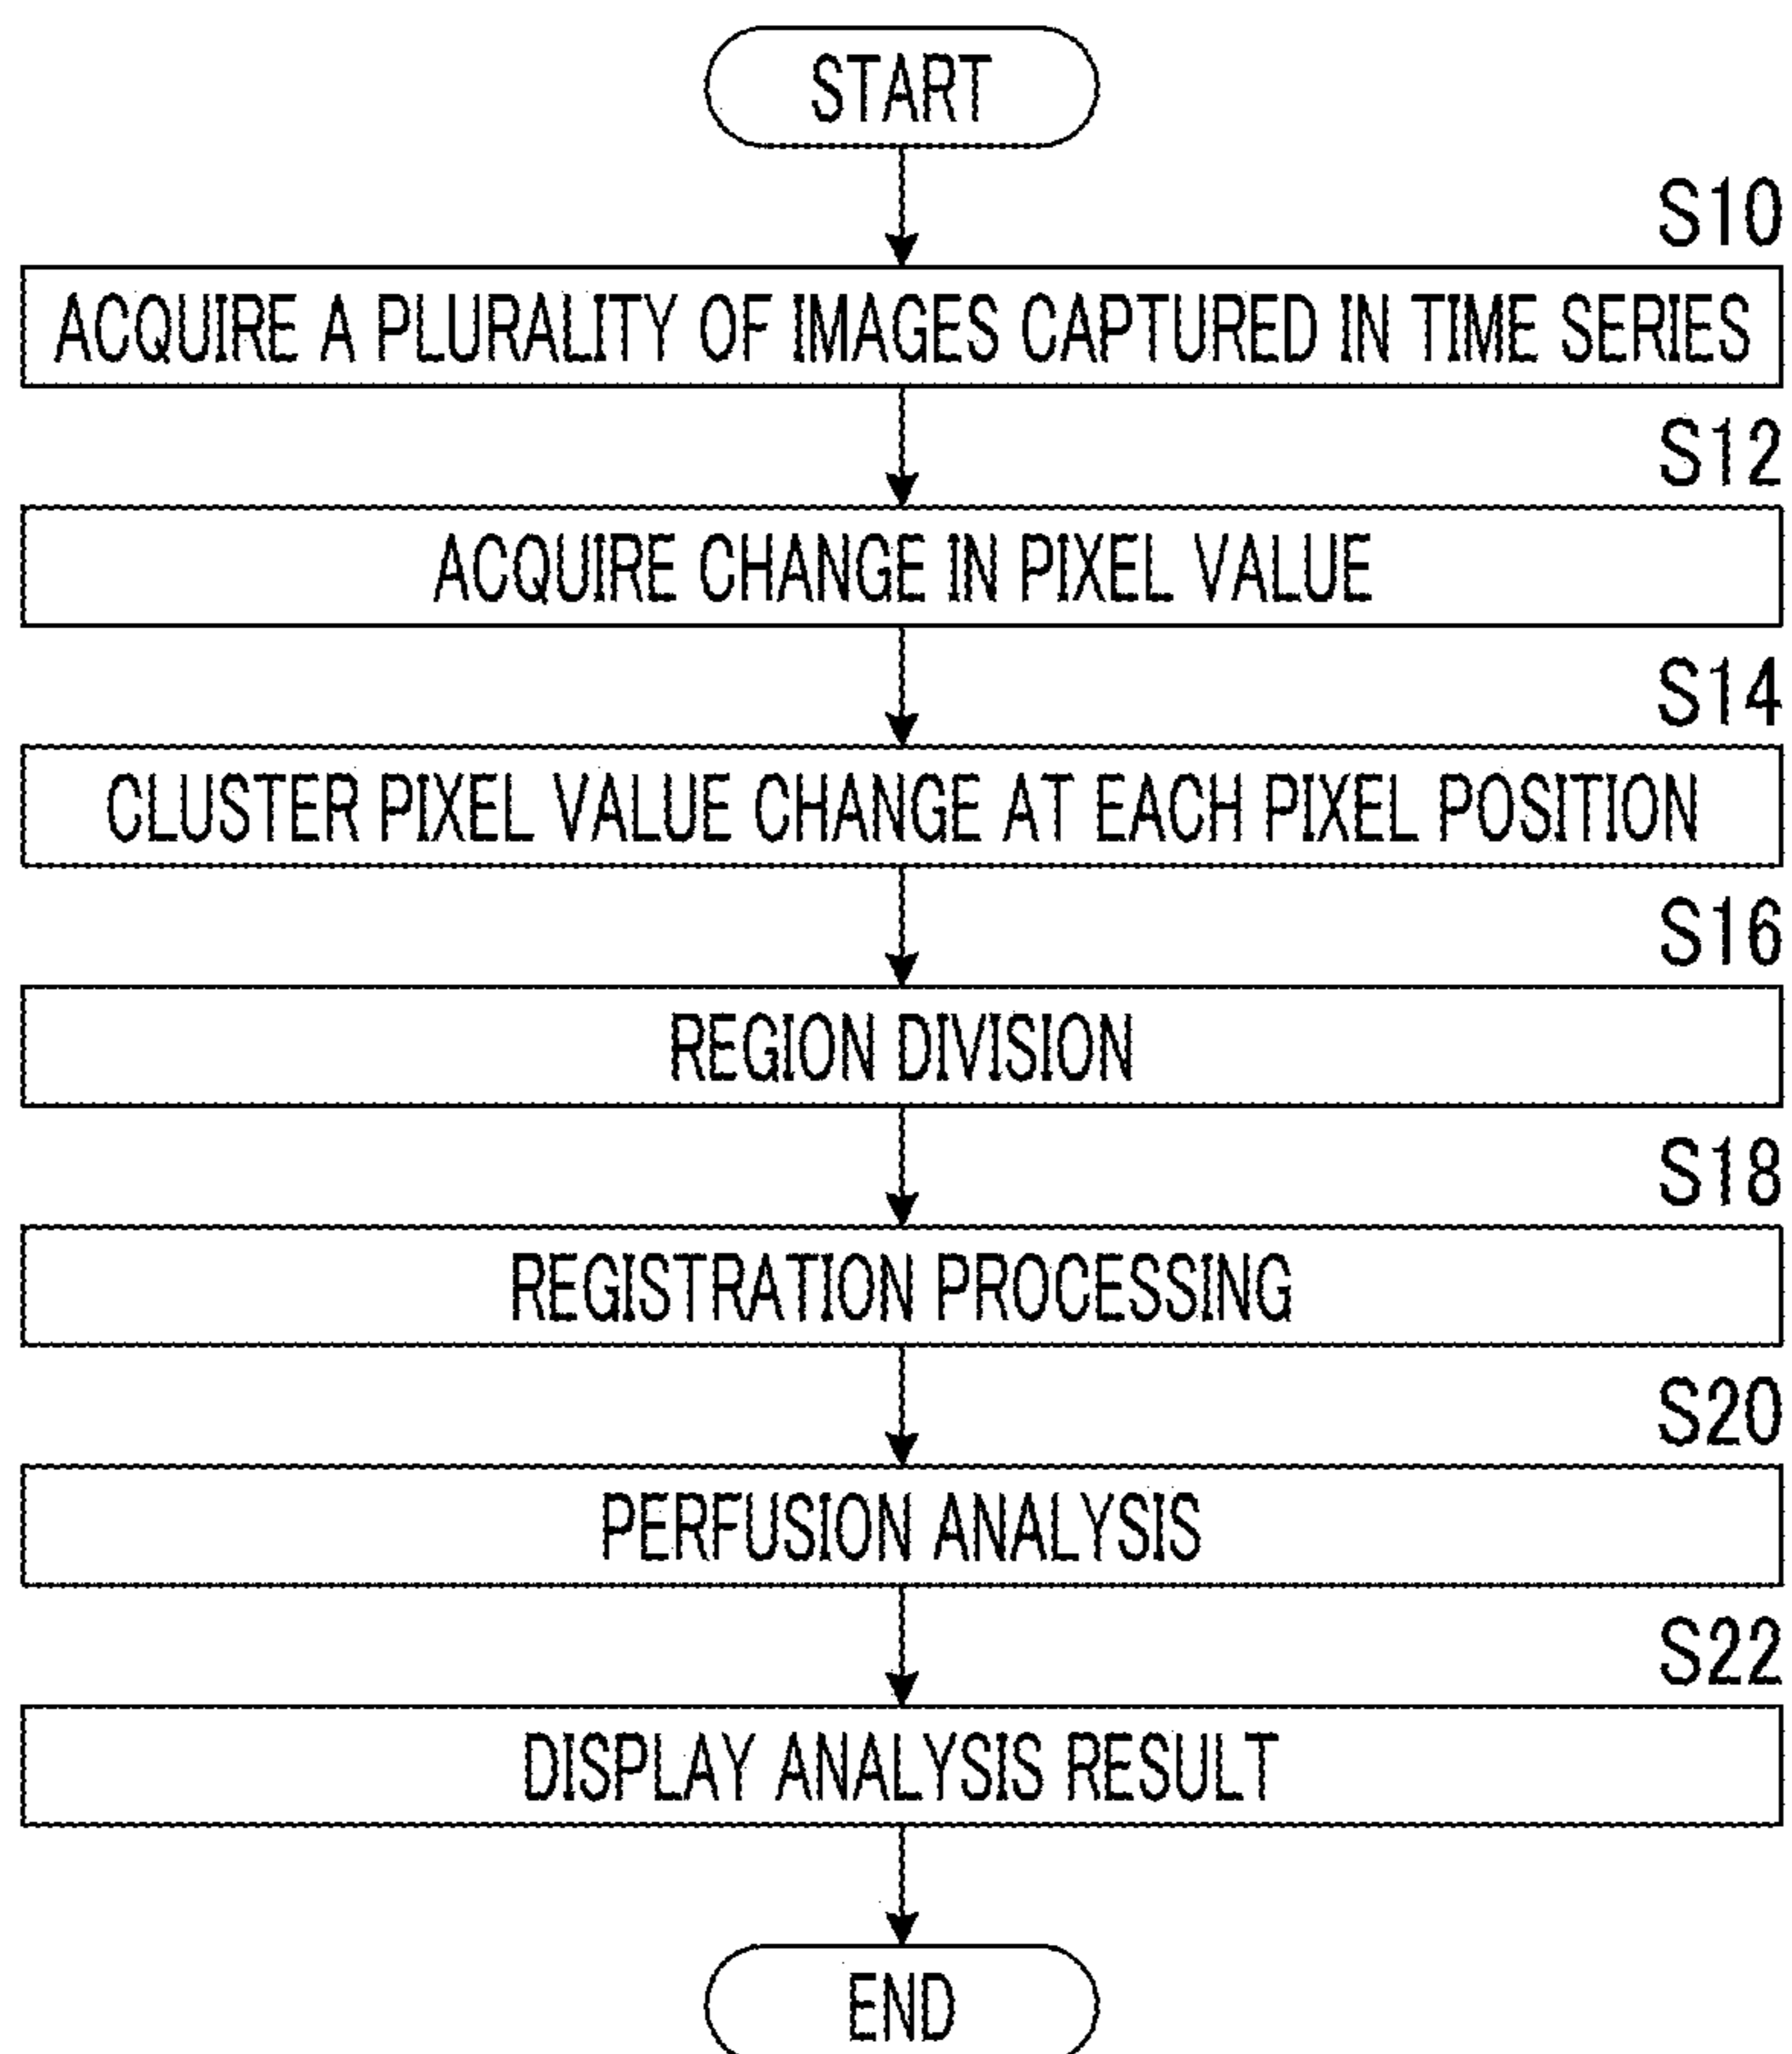 START
S10
ACQUIRE A PLURALITY OF IMAGES CAPTURED IN TIME SERIES
S12
ACQUIRE CHANGE IN PIXEL VALUE
S14
CLUSTER PIXEL VALUE CHANGE AT EACH PIXEL POSITION
S16
REGION DIVISION
S18
REGISTRATION PROCESSING
S20
PERFUSION ANALYSIS
S22
DISPLAY ANALYSIS RESULT
END